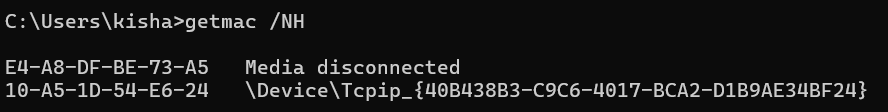 C:\Users\kisha>getmac /NH
E4-A8-DF-BE-73-A5   Media disconnected
10-A5-1D-54-E6-24   \Device\Tcpip_{40B438B3-C9C6-4017-BCA2-D1B9AE34BF24}